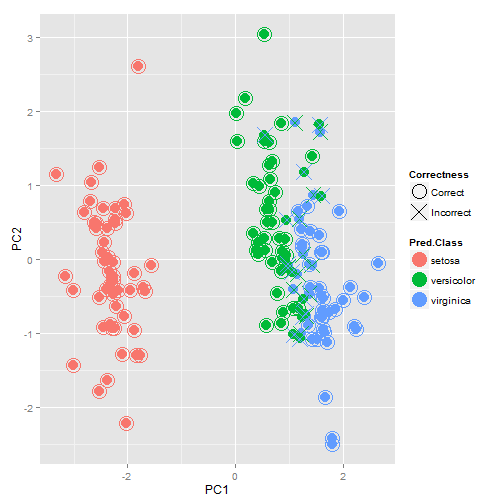 3
2
1
0
-1
-2
PC2
-2
0
2
PC1
Correctness
Correct
Incorrect
Pred.Class
setosa
versicolor
virginica